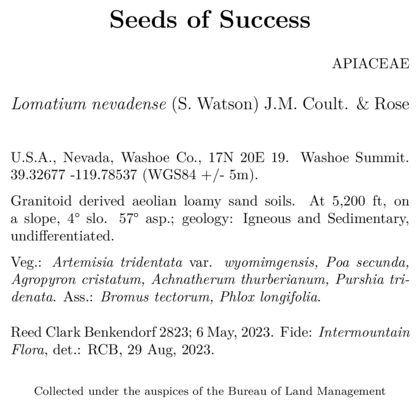 Seeds of Success
APIACEAE
Lomatium nevadense (S. Watson) J.M. Coult. & Rose
U.S.A., Nevada, Washoe Co., 17N 20E 19. Washoe Summit.
39.32677 -119.78537 (WGS84 +/- 5m).
Granitoid derived aeolian loamy sand soils. At 5,200 ft, on
a slope, 4° slo. 57° asp.; geology: Igneous and Sedimentary,
undifferentiated.
Veg.: Artemisia tridentata var. wyomimgensis, Poa secunda,
Agropyron cristatum, Achnatherum thurberianum, Purshia tri-
denata. Ass.: Bromus tectorum, Phlox longifolia.
Reed Clark Benkendorf 2823; 6 May, 2023. Fide: Intermountain
Flora, det.: RCB, 29 Aug, 2023.
Collected under the auspices of the Bureau of Land Management